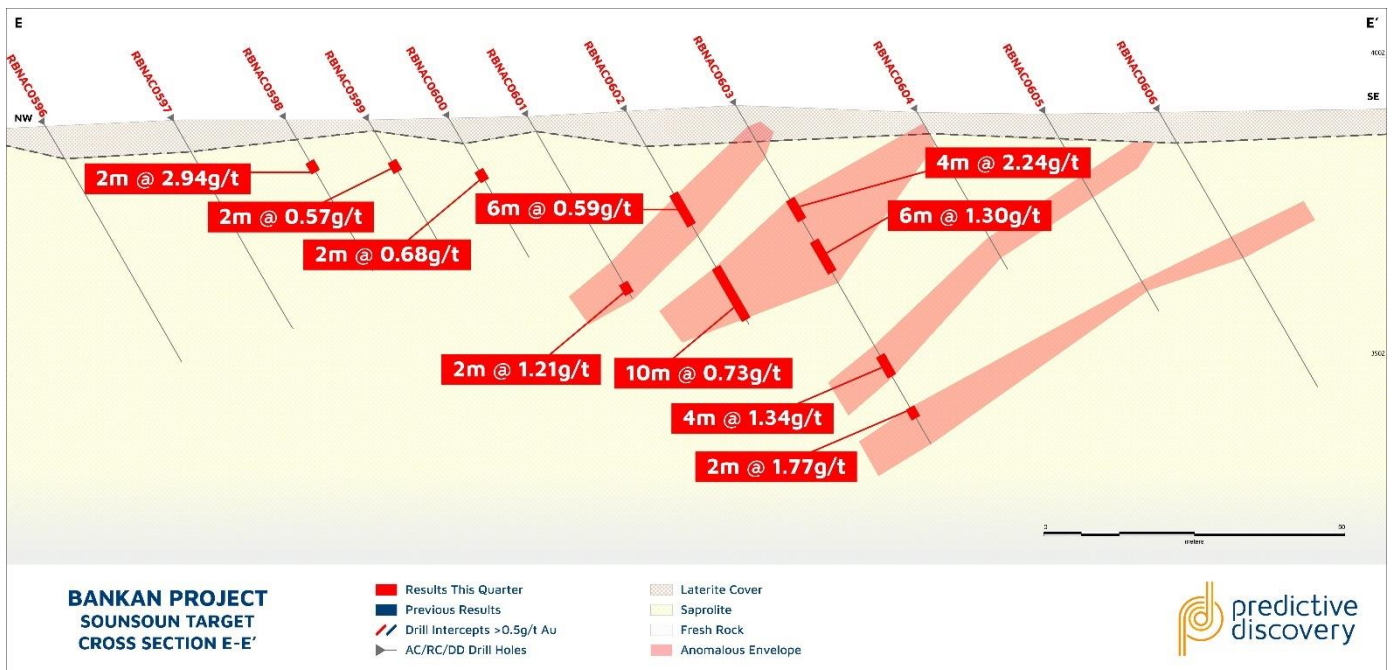 E
E'
RBNAC0596
RBNAC0597
RBNAC0598
RBNAC0599
RBNAC0600
RBNAC0601
RBNAC0602
RBNAC0603
RBNAC0604
RBNAC0605
RBNAC0606
400Z
NW
SE
2m @ 2.94g/t
2m @ 0.57g/t
2m @ 0.68g/t
6m @ 0.59g/t
4m @ 2.24g/t
6m @ 1.30g/t
2m @ 1.21g/t
10m @ 0.73g/t
350Z
4m @ 1.34g/t
2m @ 1.77g/t
0
metere
BANKAN PROJECT
SOUNSOUN TARGET
CROSS SECTION E-E'
Results This Quarter
Previous Results
Drill Intercepts >0.5g/t Au
AC/RC/DD Drill Holes
Laterite Cover
Saprolite
Fresh Rock
Anomalous Envelope
predictive
discovery